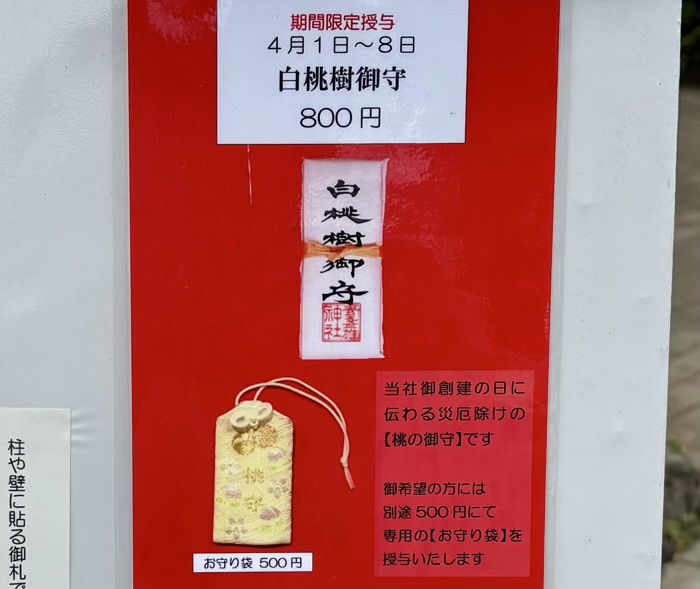 期間限定授与
4月1日～8日
白桃樹御守
800円
白桃樹御守
神社
当社御創建の日に
伝わる災厄除けの
【桃の御守】です
御希望の方には
別途500円にて
専用の【お守り袋】を
授与いたします
桃
お守り袋 500円
柱や壁に貼る御札で